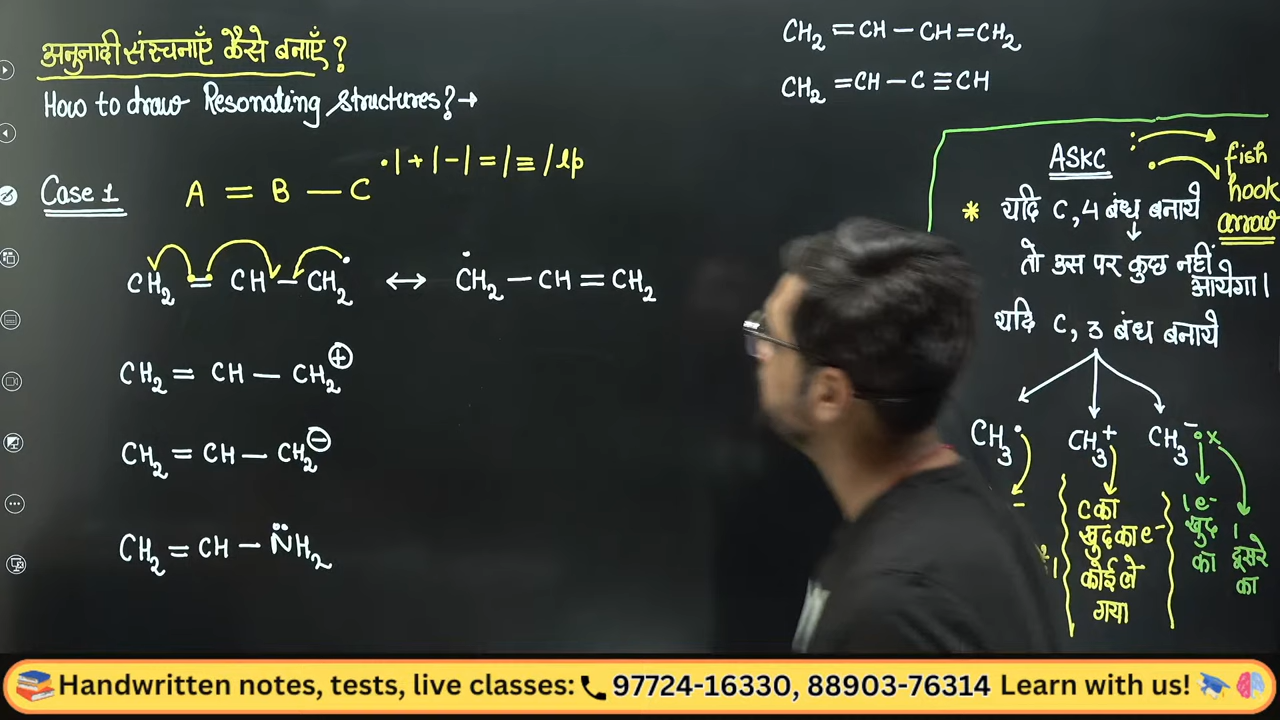 अनुनादी संरचनाएँ कैसे बनाएँ?
How to draw Resonating structures? →
CH₂ = CH – CH = CH₂
CH₂ = CH – C ≡ CH
Case 1
A = B – C
• | + | – | = | ≡ | lp
CH₂ = CH – CH₂• ↔ •CH₂ – CH = CH₂
CH₂ = CH – CH₂⊕
CH₂ = CH – CH₂⊖
CH₂ = CH – N̈H₂
ASKC
fish
hook
arrow
* यदि C, 4 बंध बनाये
तो उस पर कुछ नहीं
आयेगा।
यदि C, 3 बंध बनाये
CH₃• CH₃⁺ CH₃⁻ •×
C का
खुद का e⁻
कोई ले
गया
1 e⁻
खुद
का
1
दूसरे
का
📚Handwritten notes, tests, live classes:📞97724-16330, 88903-76314 Learn with us! 🎓🧠